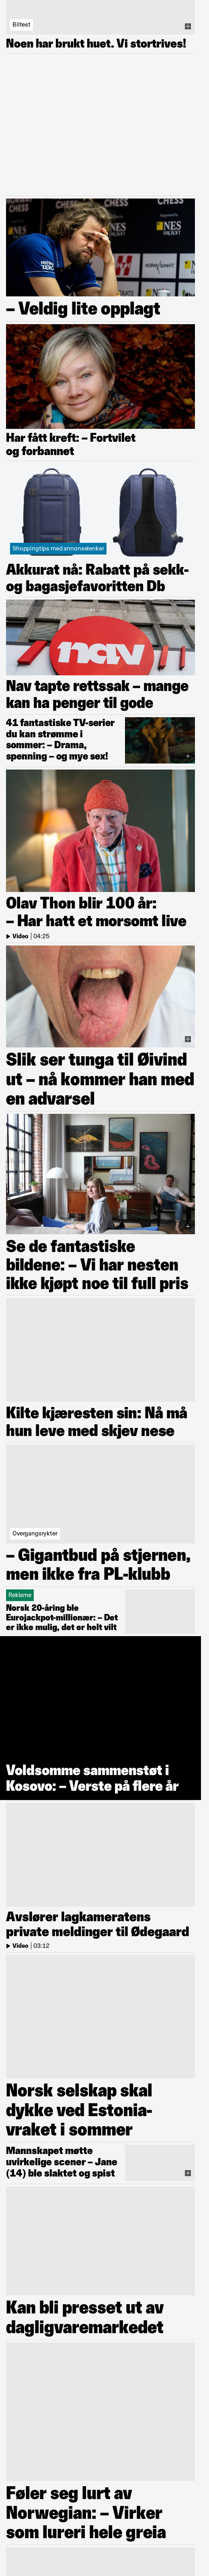 Biltest
Noen har brukt huet. Vi stortrives!
– Veldig lite opplagt
Har fått kreft: – Fortvilet
og forbannet
Shoppingtips med annonselenker
Akkurat nå: Rabatt på sekk-
og bagasjefavoritten Db
nav
Nav tapte rettssak – mange
kan ha penger til gode
41 fantastiske TV-serier
du kan strømme i
sommer: – Drama,
spenning – og mye sex!
Olav Thon blir 100 år:
– Har hatt et morsomt live
Video | 04:25
Slik ser tunga til Øivind
ut – nå kommer han med
en advarsel
Se de fantastiske
bildene: – Vi har nesten
ikke kjøpt noe til full pris
Kilte kjæresten sin: Nå må
hun leve med skjev nese
Overgangsrykter
– Gigantbud på stjernen,
men ikke fra PL-klubb
Reklame
Norsk 20-åring ble
Eurojackpot-millionær: – Det
er ikke mulig, det er helt vilt
Voldsomme sammenstøt i
Kosovo: – Verste på flere år
Avslører lagkameratens
private meldinger til Ødegaard
Video | 03:12
Norsk selskap skal
dykke ved Estonia-
vraket i sommer
Mannskapet møtte
uvirkelige scener – Jane
(14) ble slaktet og spist
Kan bli presset ut av
dagligvaremarkedet
Føler seg lurt av
Norwegian: – Virker
som lureri hele greia